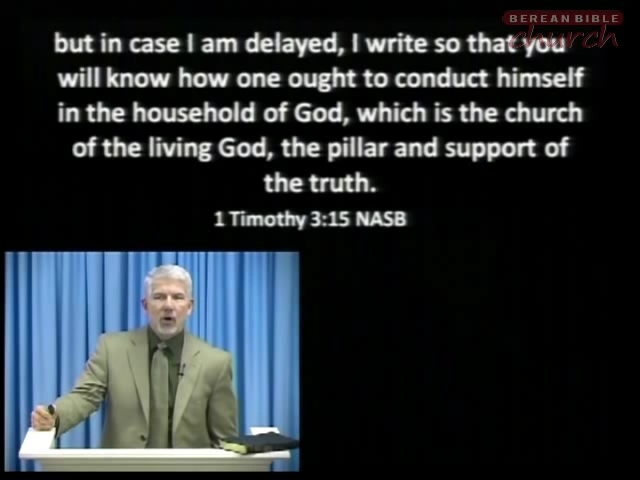 BEREAN BIBLE
church
but in case I am delayed, I write so that you
will know how one ought to conduct himself
in the household of God, which is the church
of the living God, the pillar and support of
the truth.
1 Timothy 3:15 NASB